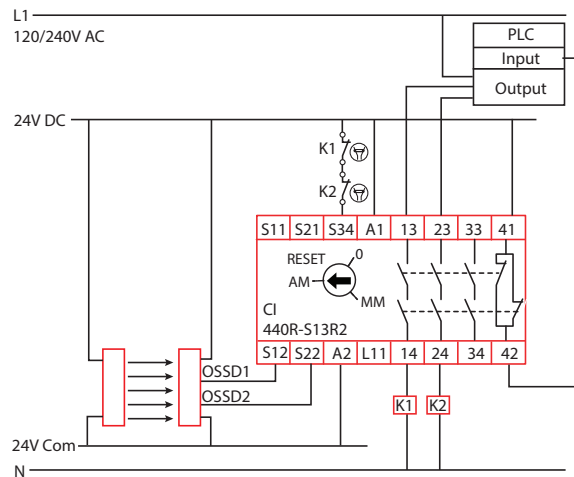 L1
120/240V AC
PLC
Input
Output
24V DC
K1
K2
S11 S21 S34 A1 13 23 33 41
RESET 0
AM MM
CI
440R-S13R2
S12 S22 A2 L11 14 24 34 42
OSSD1
OSSD2
K1 K2
24V Com
N